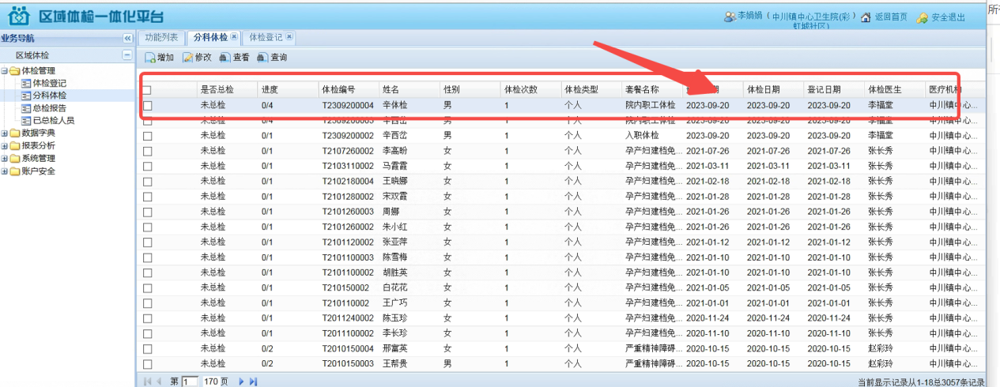 区域体检一体化平台
李娟娟（中川镇中心卫生院(彩虹城社区)） 返回首页 安全退出
所
业务导航
区域体检
体检管理
体检登记
分科体检
总检报告
已总检人员
数据字典
报表分析
系统管理
账户安全
功能列表 分科体检 体检登记
增加 修改 查看 查询
是否总检 进度 体检编号 姓名 性别 体检次数 体检类型 套餐名称 期 体检日期 登记日期 体检医生 医疗机构
未总检 0/4 T2309200004 辛体检 男 1 个人 院内职工体检 2023-09-20 2023-09-20 2023-09-20 李福堂 中川镇中心...
未总检 0/4 T2309200003 辛西岔 男 1 个人 院内职工体检 2023-09-20 2023-09-20 2023-09-20 李福堂 中川镇中心...
未总检 0/1 T2309200002 辛西岔 男 1 个人 入职体检 2023-09-20 2023-09-20 2023-09-20 李福堂 中川镇中心...
未总检 0/1 T2107260002 李高盼 女 1 个人 孕产妇建档免... 2021-07-26 2021-07-26 2021-07-26 张长秀 中川镇中心...
未总检 0/1 T2103110002 马霞霞 女 1 个人 孕产妇建档免... 2021-03-11 2021-03-11 2021-03-11 张长秀 中川镇中心...
未总检 0/1 T2102180004 王晓娜 女 1 个人 孕产妇建档免... 2021-02-18 2021-02-18 2021-02-18 张长秀 中川镇中心...
未总检 0/1 T2101280002 宋双霞 女 1 个人 孕产妇建档免... 2021-01-28 2021-01-28 2021-01-28 张长秀 中川镇中心...
未总检 0/1 T2101260003 周娜 女 1 个人 孕产妇建档免... 2021-01-26 2021-01-26 2021-01-26 张长秀 中川镇中心...
未总检 0/1 T2101260002 朱小红 女 1 个人 孕产妇建档免... 2021-01-26 2021-01-26 2021-01-26 张长秀 中川镇中心...
未总检 0/1 T2101120002 张亚萍 女 1 个人 孕产妇建档免... 2021-01-12 2021-01-12 2021-01-12 张长秀 中川镇中心...
未总检 0/1 T2101100003 陈雪梅 女 1 个人 孕产妇建档免... 2021-01-10 2021-01-10 2021-01-10 张长秀 中川镇中心...
未总检 0/1 T2101100002 胡胜英 女 1 个人 孕产妇建档免... 2021-01-10 2021-01-10 2021-01-10 张长秀 中川镇中心...
未总检 0/1 T210150002 白花花 女 1 个人 孕产妇建档免... 2021-01-05 2021-01-05 2021-01-05 张长秀 中川镇中心...
未总检 0/1 T210110002 王广巧 女 1 个人 孕产妇建档免... 2021-01-01 2021-01-01 2021-01-01 张长秀 中川镇中心...
未总检 0/1 T2011240002 陈玉珍 女 1 个人 孕产妇建档免... 2020-11-24 2020-11-24 2020-11-24 张长秀 中川镇中心...
未总检 0/1 T2011100002 李长珍 女 1 个人 孕产妇建档免... 2020-11-10 2020-11-10 2020-11-10 张长秀 中川镇中心...
未总检 0/2 T2010150004 邢富英 女 1 个人 严重精神障碍... 2020-10-15 2020-10-15 2020-10-15 赵彩玲 中川镇中心...
未总检 0/2 T2010150003 王帮贵 男 1 个人 严重精神障碍... 2020-10-15 2020-10-15 2020-10-15 赵彩玲 中川镇中心...
第 1 170 页 当前显示记录从1-18总3057条记录